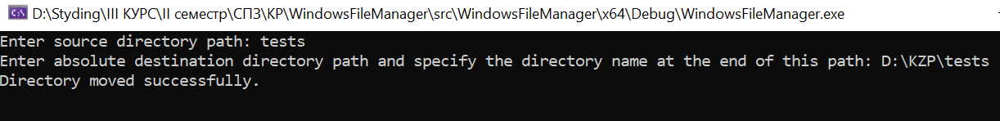 D:\Styding\III КУРС\II семестр\СПЗ\КР\WindowsFileManager\src\WindowsFileManager\x64\Debug\WindowsFileManager.exe
Enter source directory path: tests
Enter absolute destination directory path and specify the directory name at the end of this path: D:\KZP\tests
Directory moved successfully.